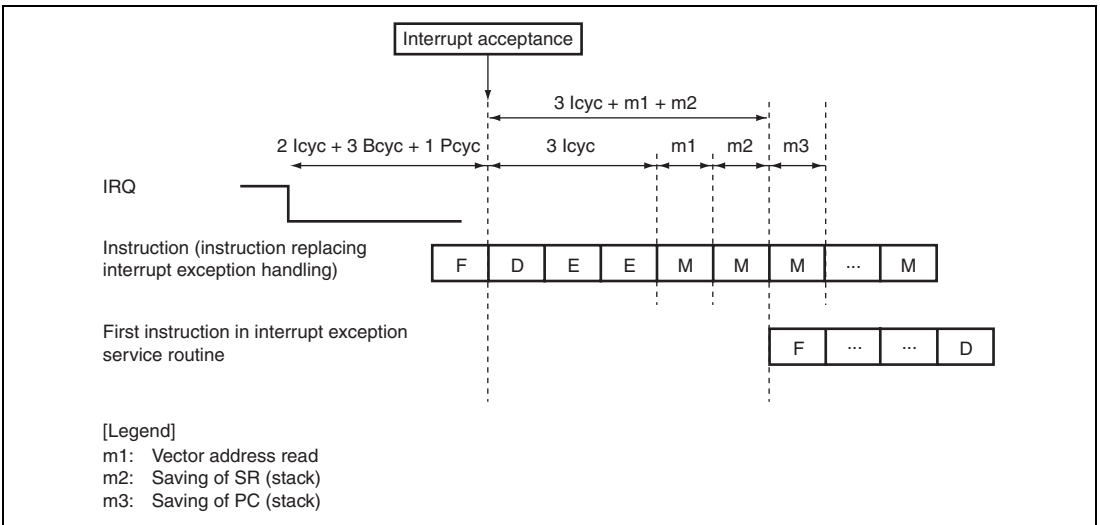 Interrupt acceptance
3 Icyc + m1 + m2
2 Icyc + 3 Bcyc + 1 Pcyc 3 Icyc m1 m2 m3
IRQ
Instruction (instruction replacing
interrupt exception handling)
F D E E M M M ... M
First instruction in interrupt exception
service routine
F ... ... D
[Legend]
m1: Vector address read
m2: Saving of SR (stack)
m3: Saving of PC (stack)